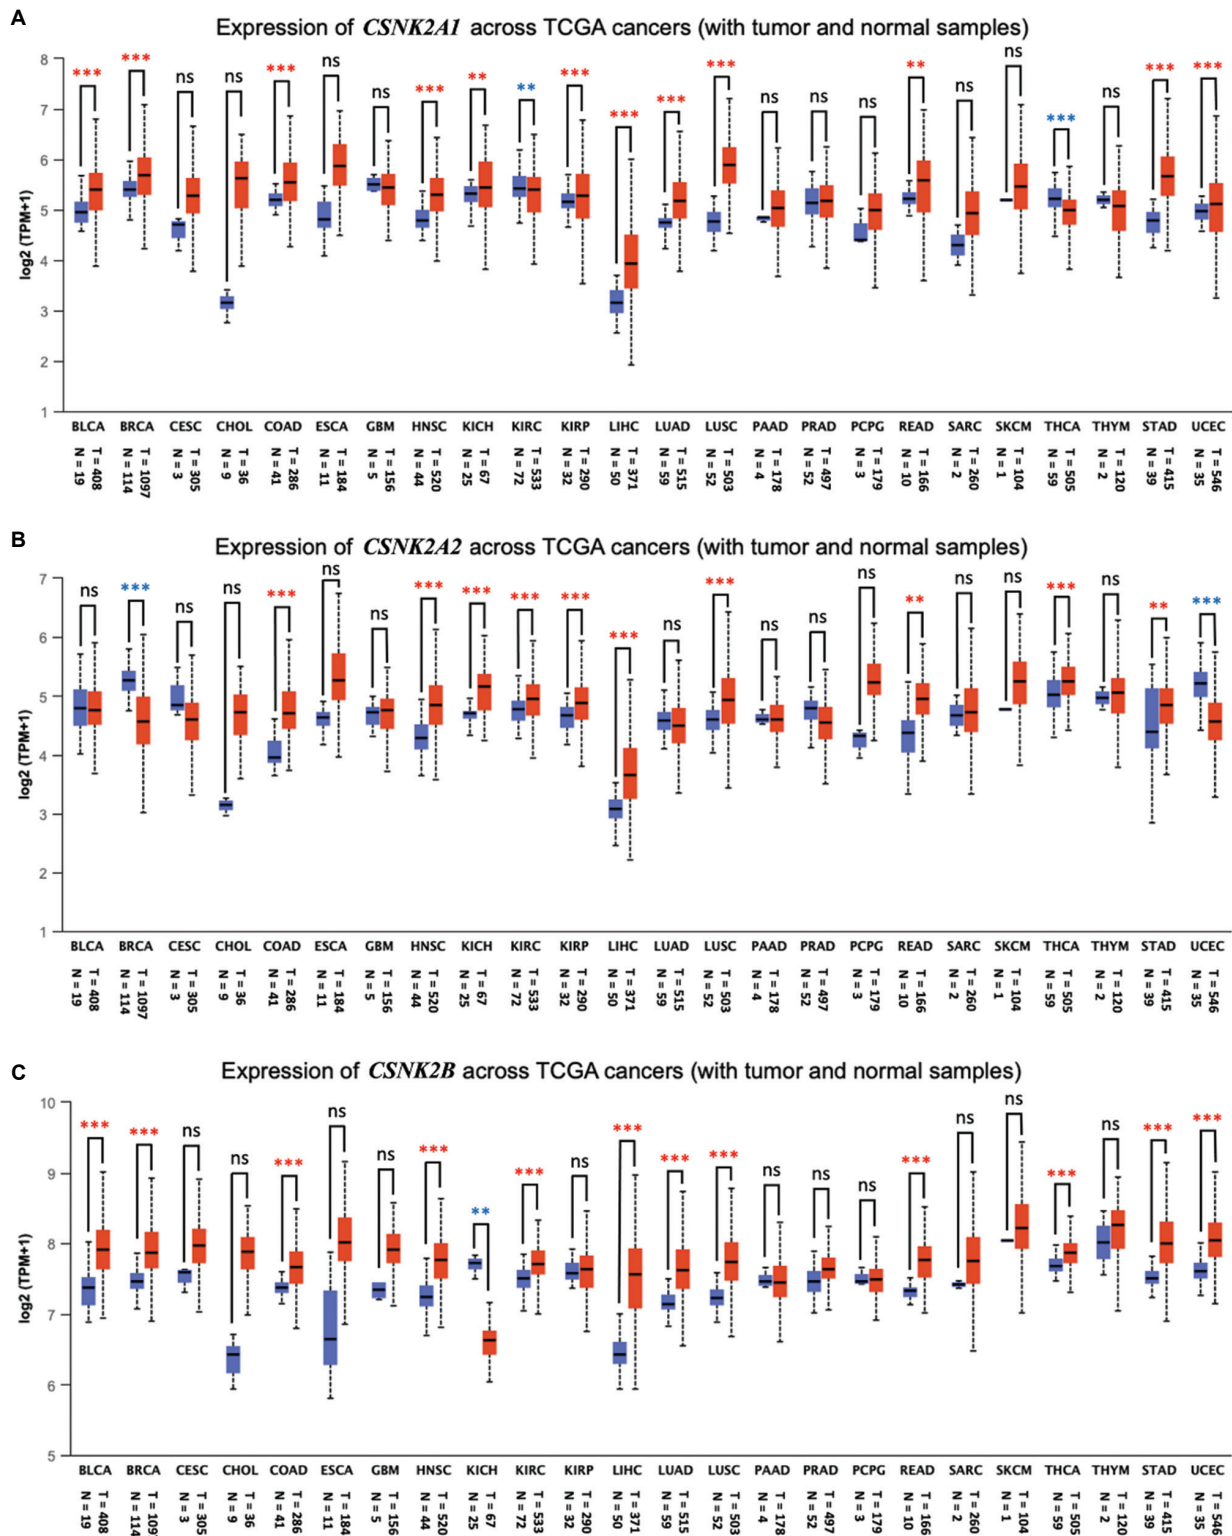 A
Expression of CSNK2A1 across TCGA cancers (with tumor and normal samples)
*** *** ns ns *** ns ns *** ** ** *** *** *** *** ns ns ns ** ns ns *** ns *** ***
log2 (TPM+1)
8
7
6
5
4
3
2
1
BLCA BRCA CESC CHOL COAD ESCA GBM HNSC KICH KIRC KIRP LIHC LUAD LUSC PAAD PRAD PCPG READ SARC SKCM THCA THYM STAD UCEC
N = 19 T = 408 N = 114 T = 1097 N = 3 T = 305 N = 9 T = 36 N = 41 T = 286 N = 11 T = 184 N = 5 T = 156 N = 44 T = 520 N = 25 T = 67 N = 72 T = 533 N = 32 T = 290 N = 50 T = 371 N = 59 T = 515 N = 52 T = 503 N = 4 T = 178 N = 52 T = 497 N = 3 T = 179 N = 10 T = 166 N = 2 T = 260 N = 1 T = 104 N = 59 T = 505 N = 2 T = 120 N = 39 T = 415 N = 35 T = 546
B
Expression of CSNK2A2 across TCGA cancers (with tumor and normal samples)
ns *** ns ns *** ns ns *** *** *** *** *** ns *** ns ns ns ** ns ns *** ns ** ***
log2 (TPM+1)
7
6
5
4
3
2
1
BLCA BRCA CESC CHOL COAD ESCA GBM HNSC KICH KIRC KIRP LIHC LUAD LUSC PAAD PRAD PCPG READ SARC SKCM THCA THYM STAD UCEC
N = 19 T = 408 N = 114 T = 1097 N = 3 T = 305 N = 9 T = 36 N = 41 T = 286 N = 11 T = 184 N = 5 T = 156 N = 44 T = 520 N = 25 T = 67 N = 72 T = 533 N = 32 T = 290 N = 50 T = 371 N = 59 T = 515 N = 52 T = 503 N = 4 T = 178 N = 52 T = 497 N = 3 T = 179 N = 10 T = 166 N = 2 T = 260 N = 1 T = 104 N = 59 T = 505 N = 2 T = 120 N = 39 T = 415 N = 35 T = 546
C
Expression of CSNK2B across TCGA cancers (with tumor and normal samples)
*** *** ns ns *** ns ns *** ** *** ns *** *** *** ns ns ns *** ns ns *** ns *** ***
log2 (TPM+1)
10
9
8
7
6
5
BLCA BRCA CESC CHOL COAD ESCA GBM HNSC KICH KIRC KIRP LIHC LUAD LUSC PAAD PRAD PCPG READ SARC SKCM THCA THYM STAD UCEC
N = 19 T = 408 N = 114 T = 109 N = 3 T = 305 N = 9 T = 36 N = 41 T = 286 N = 11 T = 184 N = 5 T = 156 N = 44 T = 520 N = 25 T = 67 N = 72 T = 533 N = 32 T = 290 N = 50 T = 371 N = 59 T = 515 N = 52 T = 503 N = 4 T = 178 N = 52 T = 497 N = 3 T = 179 N = 10 T = 166 N = 2 T = 260 N = 1 T = 104 N = 59 T = 505 N = 2 T = 120 N = 39 T = 415 N = 35 T = 546